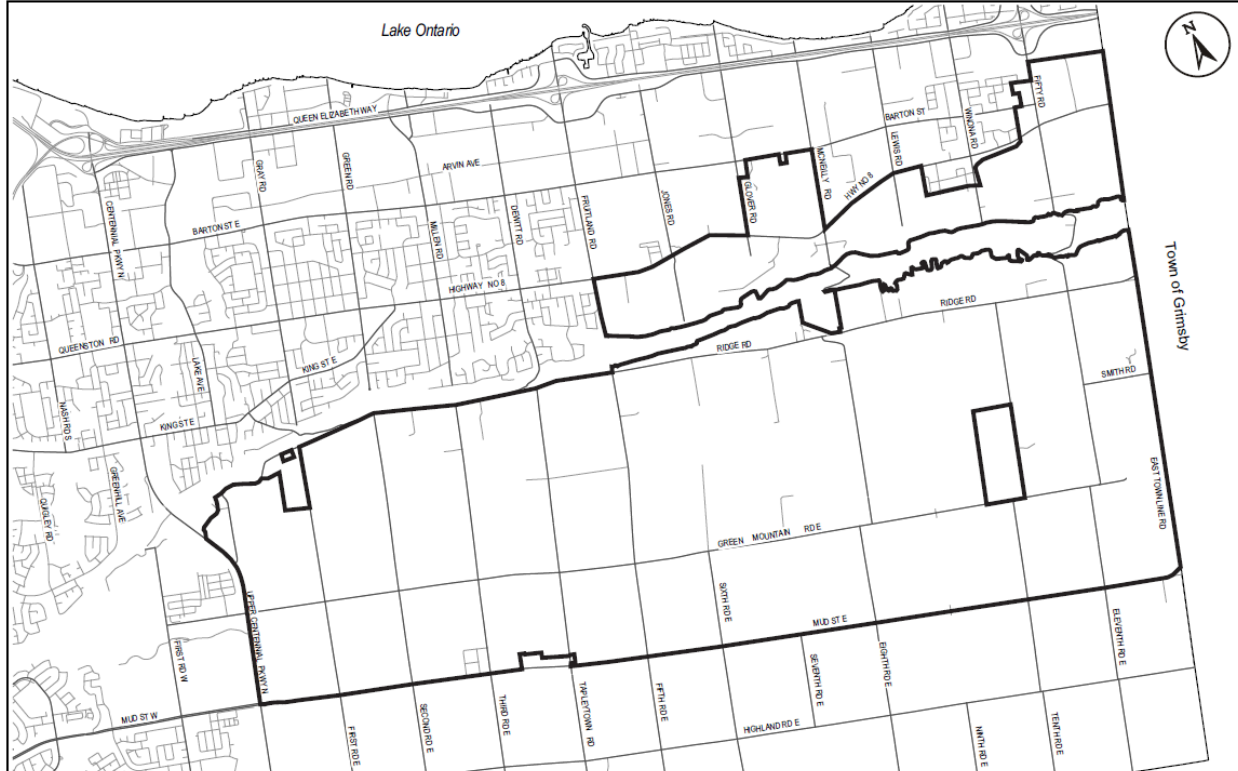 Lake Ontario
N
QUEEN ELIZABETH WAY
FIFTY RD
BARTON ST
WINONA RD
LEWIS RD
MCNEILLY RD
HWY NO 8
GLOVER RD
ARVIN AVE
GRAY RD
GREEN RD
JONES RD
FRUITLAND RD
DEWITT RD
MILLEN RD
CENTENNIAL PKWY N
BARTON ST E
HIGHWAY NO 8
Town of Grimsby
RIDGE RD
RIDGE RD
QUEENSTON RD
LAKE AVE
KING ST E
SMITH RD
NASH RD S
KING ST E
GREENHILL AVE
QUIGLEY RD
EAST TOWN LINE RD
GREEN MOUNTAIN RD E
SIXTH RD E
MUD ST E
UPPER CENTENNIAL PKWY N
FIRST RD W
ELEVENTH RD E
EIGHTH RD E
SEVENTH RD E
FIFTH RD E
TAPLEYTOWN RD
THIRD RD E
SECOND RD E
FIRST RD E
MUD ST W
HIGHLAND RD E
NINTH RD E
TENTH RD E